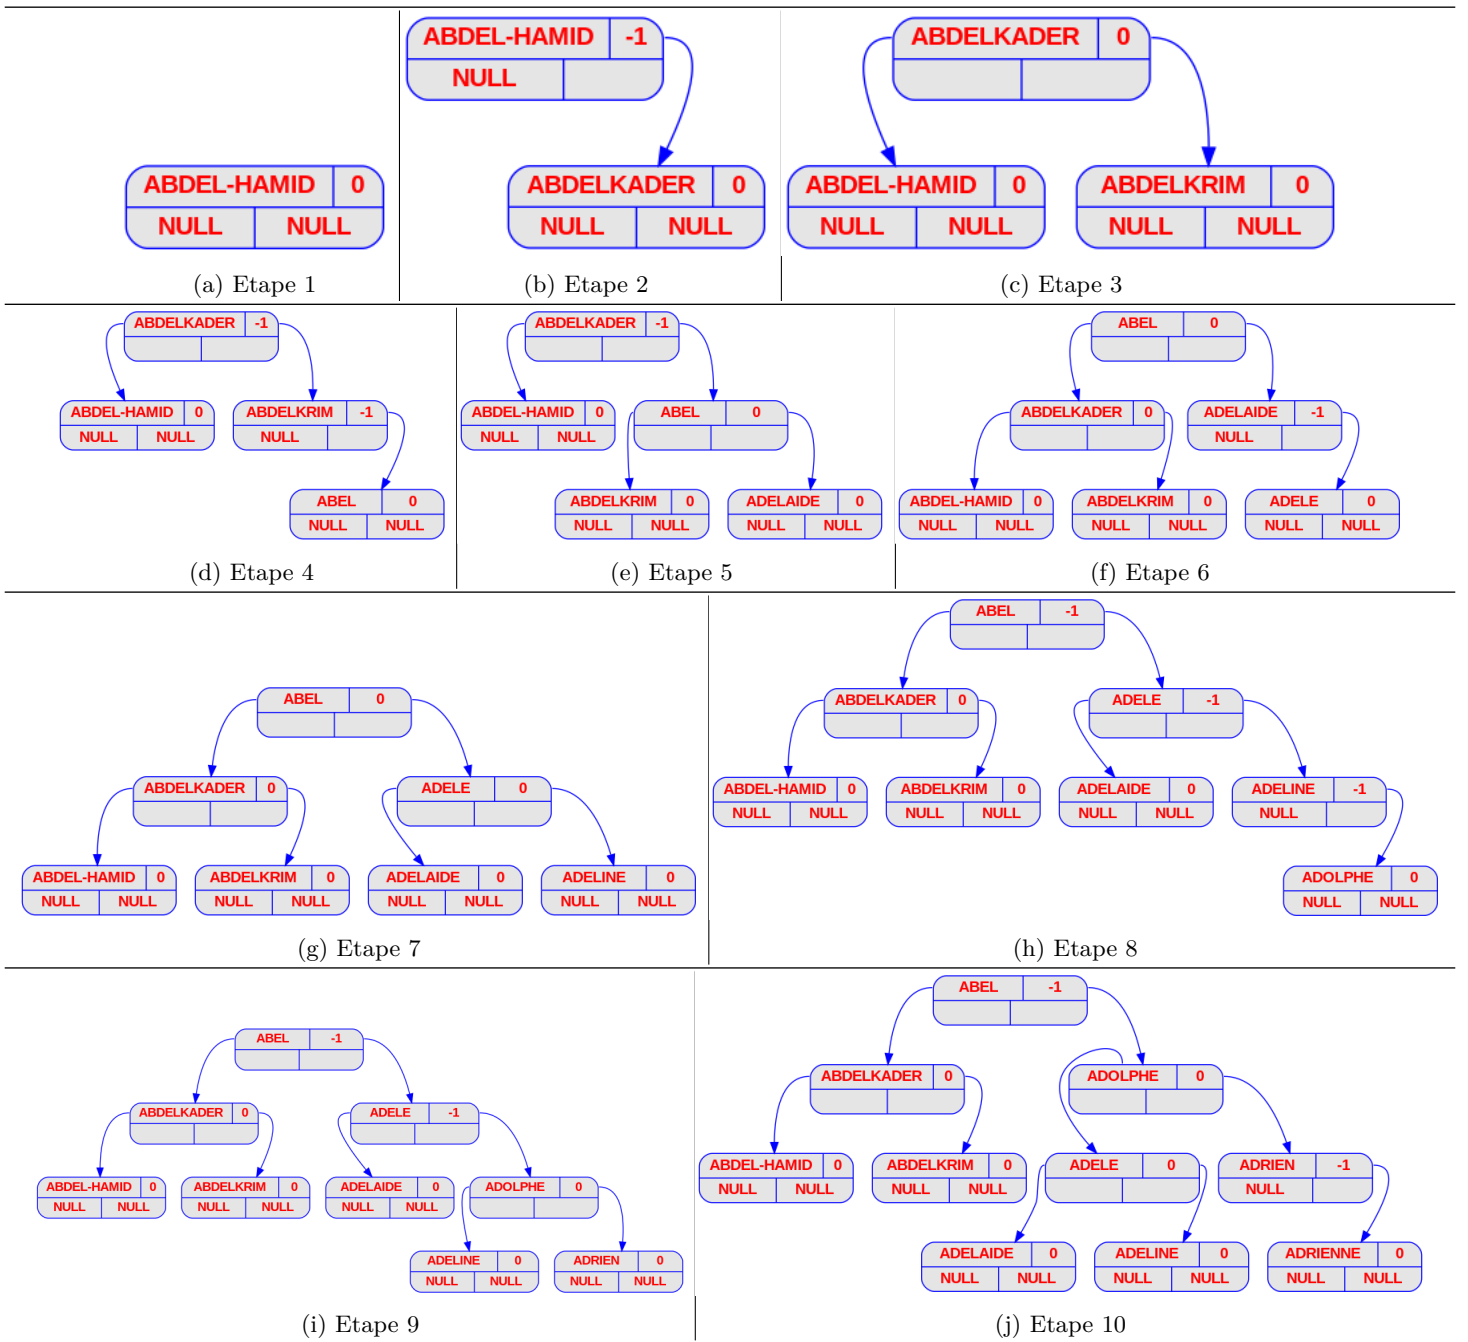 ABDEL-HAMID 0
NULL NULL
(a) Etape 1
ABDEL-HAMID -1
NULL
ABDELKADER 0
NULL NULL
(b) Etape 2
ABDELKADER 0
ABDEL-HAMID 0 ABDELKRIM 0
NULL NULL NULL NULL
(c) Etape 3
ABDELKADER -1
ABDEL-HAMID 0 ABDELKRIM -1
NULL NULL NULL
ABEL 0
NULL NULL
(d) Etape 4
ABDELKADER -1
ABDEL-HAMID 0 ABEL 0
NULL NULL
ABDELKRIM 0 ADELAIDE 0
NULL NULL NULL NULL
(e) Etape 5
ABEL 0
ABDELKADER 0 ADELAIDE -1
NULL
ABDEL-HAMID 0 ABDELKRIM 0 ADELE 0
NULL NULL NULL NULL NULL NULL
(f) Etape 6
ABEL 0
ABDELKADER 0 ADELE 0
ABDEL-HAMID 0 ABDELKRIM 0 ADELAIDE 0 ADELINE 0
NULL NULL NULL NULL NULL NULL NULL NULL
(g) Etape 7
ABEL -1
ABDELKADER 0 ADELE -1
ABDEL-HAMID 0 ABDELKRIM 0 ADELAIDE 0 ADELINE -1
NULL NULL NULL NULL NULL NULL NULL
ADOLPHE 0
NULL NULL
(h) Etape 8
ABEL -1
ABDELKADER 0 ADELE -1
ABDEL-HAMID 0 ABDELKRIM 0 ADELAIDE 0 ADOLPHE 0
NULL NULL NULL NULL NULL NULL
ADELINE 0 ADRIEN 0
NULL NULL NULL NULL
(i) Etape 9
ABEL -1
ABDELKADER 0 ADOLPHE 0
ABDEL-HAMID 0 ABDELKRIM 0 ADELE 0 ADRIEN -1
NULL NULL NULL NULL NULL
ADELAIDE 0 ADELINE 0 ADRIENNE 0
NULL NULL NULL NULL NULL NULL
(j) Etape 10